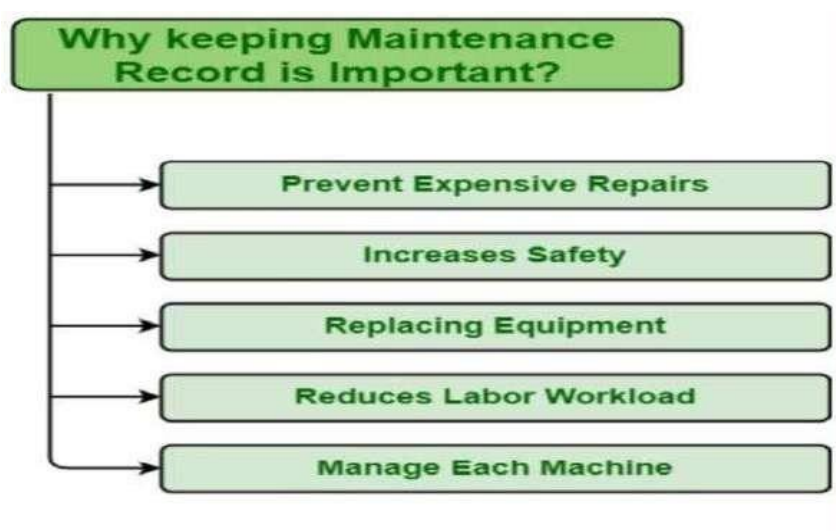 Why keeping Maintenance
Record is Important?
Prevent Expensive Repairs
Increases Safety
Replacing Equipment
Reduces Labor Workload
Manage Each Machine